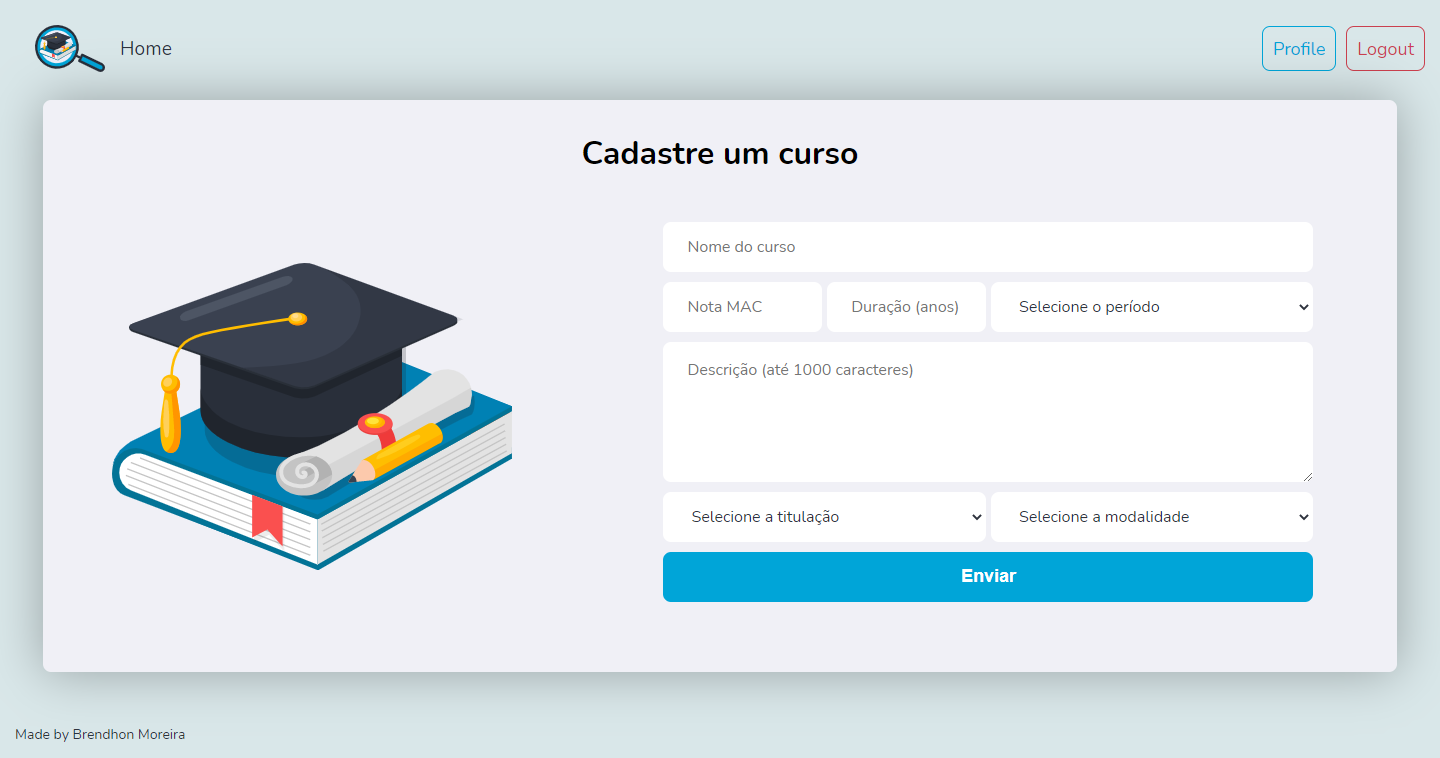 Home
Profile
Logout
Cadastre um curso
Nome do curso
Nota MAC
Duração (anos)
Selecione o período
Descrição (até 1000 caracteres)
Selecione a titulação
Selecione a modalidade
Enviar
Made by Brendhon Moreira